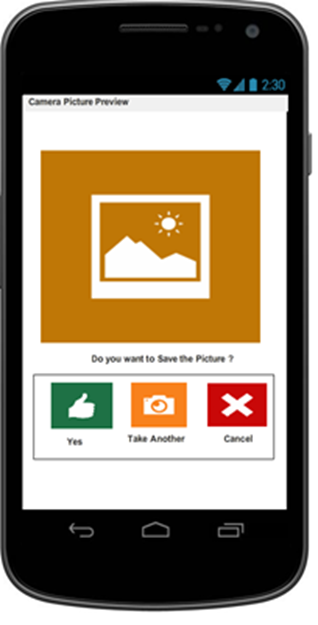 2:30
Camera Picture Preview
Do you want to Save the Picture ?
Yes
Take Another
Cancel